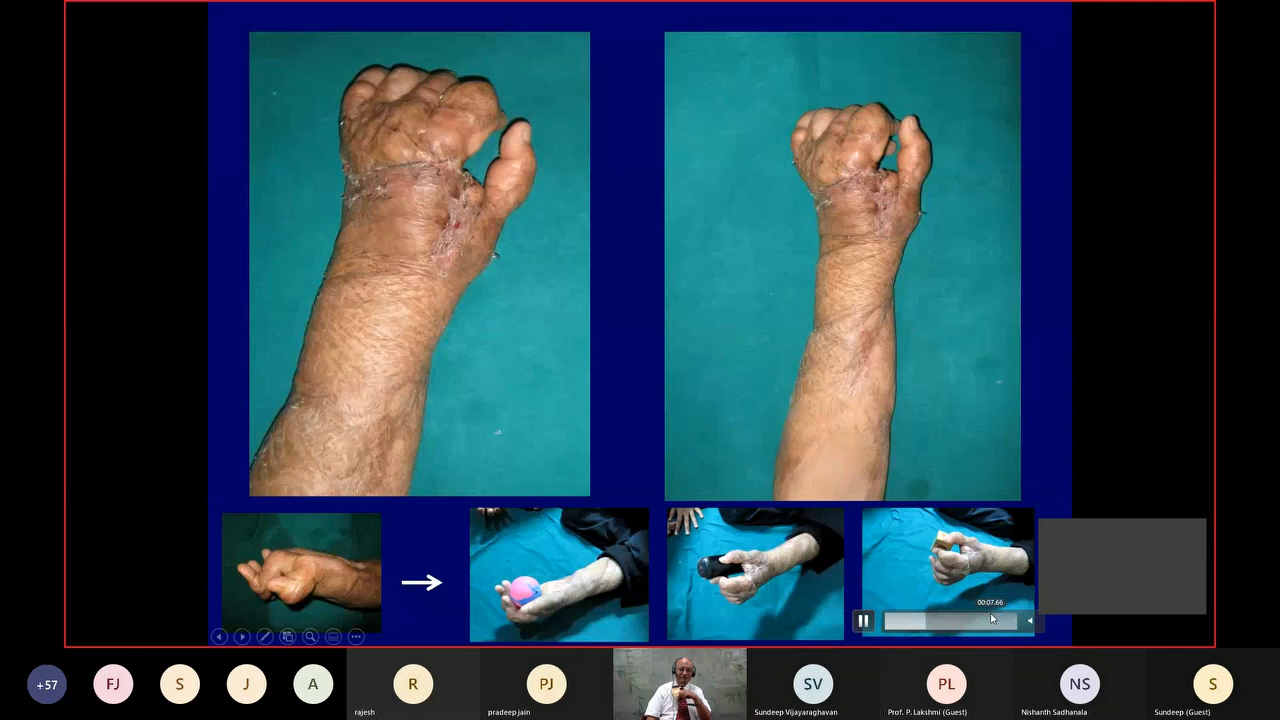 00:07.66
+57
FJ
S
J
A
R
PJ
SV
PL
NS
S
rajesh
pradeep jain
Sundeep Vijayaraghavan
Prof. P. Lakshmi (Guest)
Nishanth Sadhanala
Sundeep (Guest)